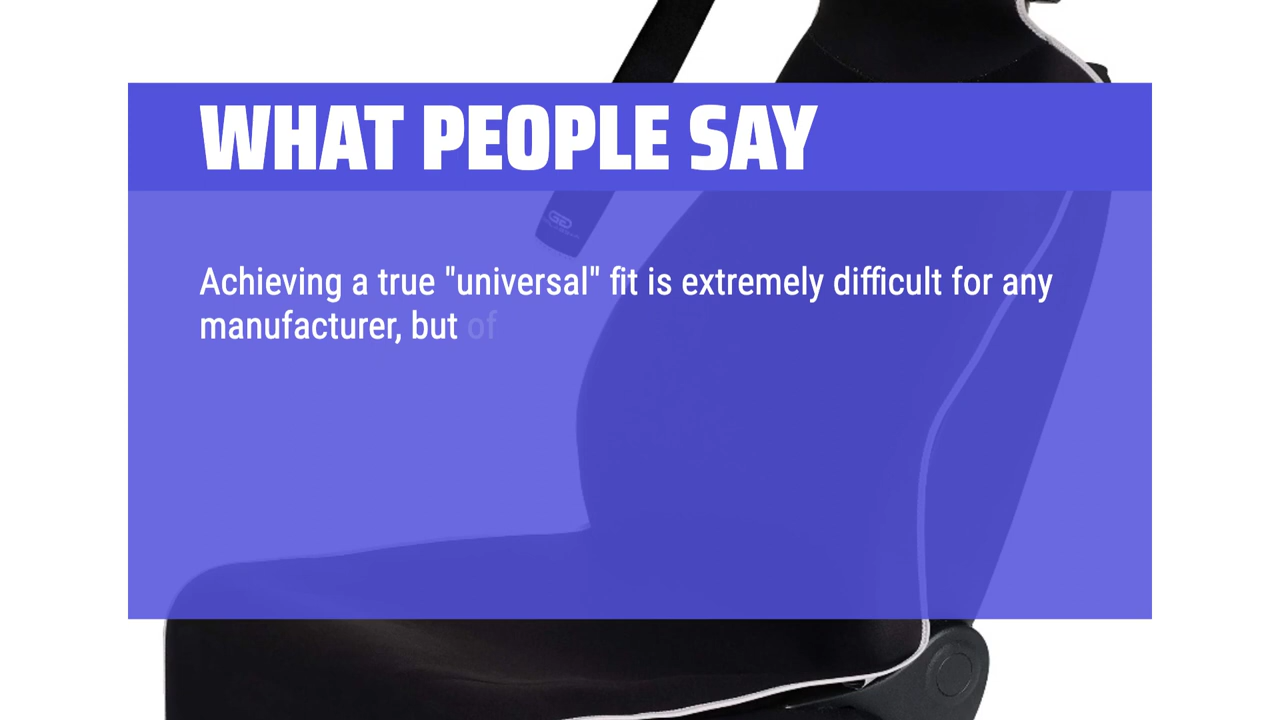 WHAT PEOPLE SAY
Achieving a true "universal" fit is extremely difficult for any
manufacturer, but of